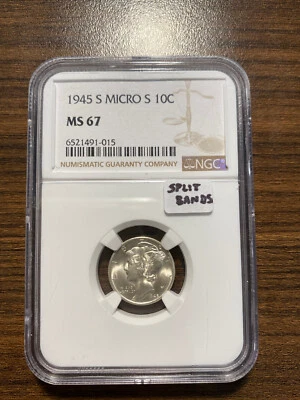 1945 S MICRO S 10C
MS 67
6521491-015
NUMISMATIC GUARANTY COMPANY
NGC
SPLIT
BANDS